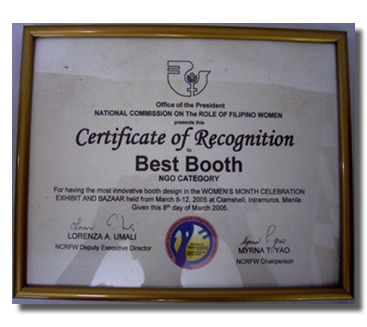 Office of the President
NATIONAL COMMISSION ON The ROLE OF FILIPINO WOMEN
presents this
Certificate of Recognition
to
Best Booth
NGO CATEGORY
For having the most innovative booth design in the WOMEN'S MONTH CELEBRATION
EXHIBIT AND BAZAAR held from March 8-12, 2005 at Clamshell, Intramuros, Manila.
Given this 8th day of March 2005.
LORENZA A. UMALI
NCRFW Deputy Executive Director
MYRNA T. YAO
NCRFW Chairperson